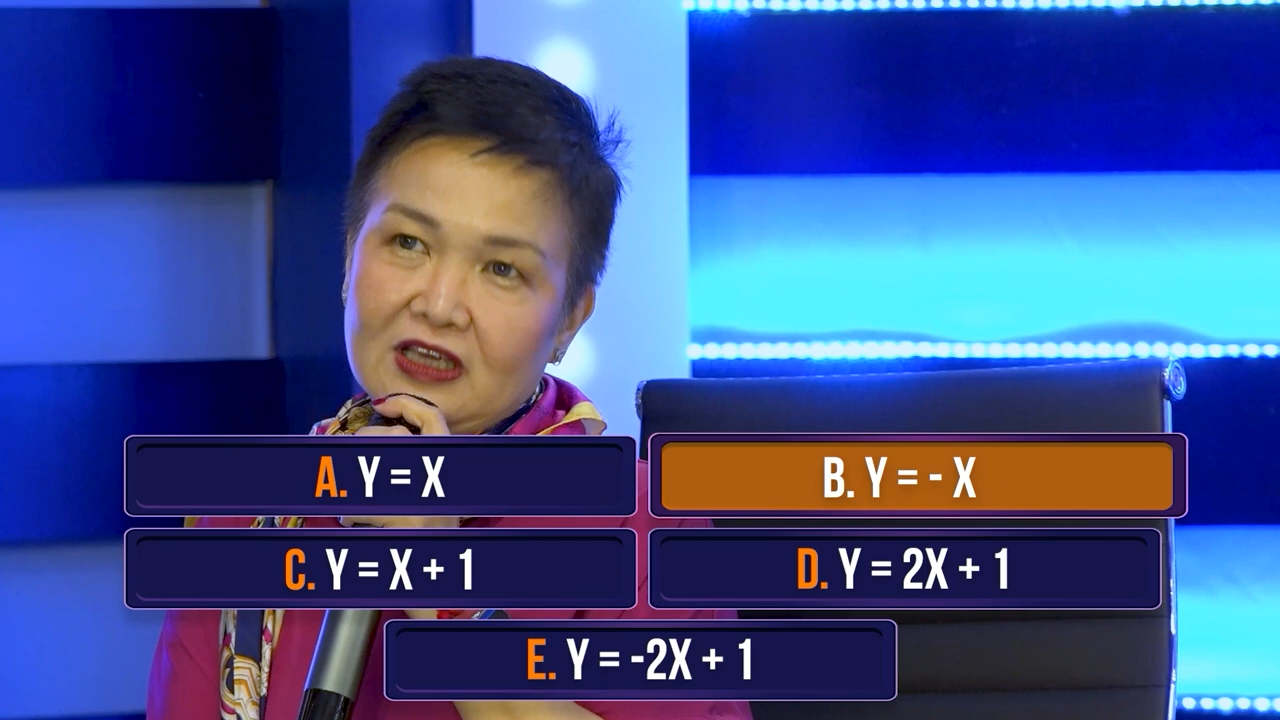 A. Y = X
B. Y = - X
C. Y = X + 1
D. Y = 2X + 1
E. Y = -2X + 1